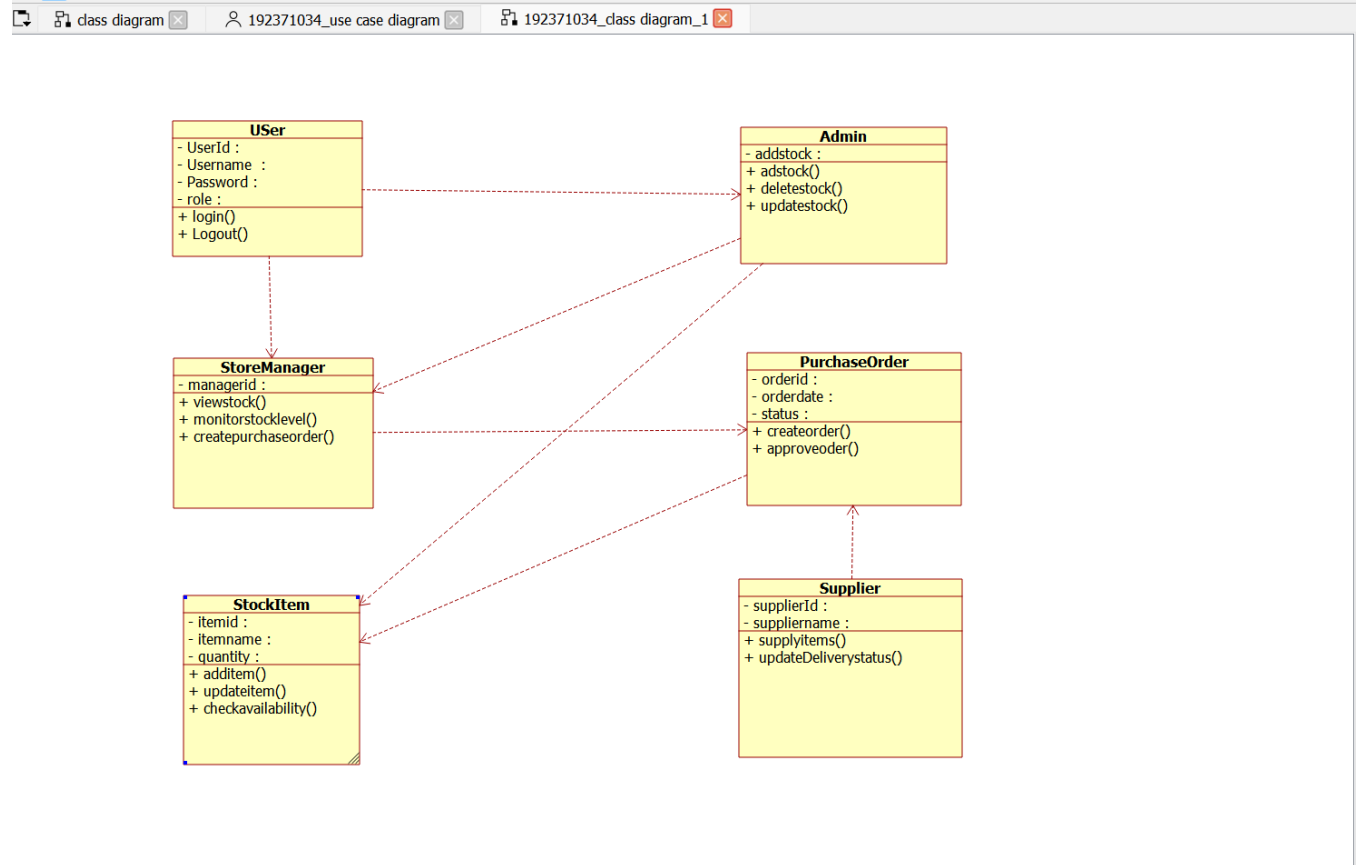 class diagram
192371034_use case diagram
192371034_class diagram_1
USer
- UserId :
- Username :
- Password :
- role :
+ login()
+ Logout()
Admin
- addstock :
+ adstock()
+ deletestock()
+ updatestock()
StoreManager
- managerid :
+ viewstock()
+ monitorstocklevel()
+ createpurchaseorder()
PurchaseOrder
- orderid :
- orderdate :
- status :
+ createorder()
+ approveoder()
StockItem
- itemid :
- itemname :
- quantity :
+ additem()
+ updateitem()
+ checkavailability()
Supplier
- supplierId :
- suppliername :
+ supplyitems()
+ updateDeliverystatus()